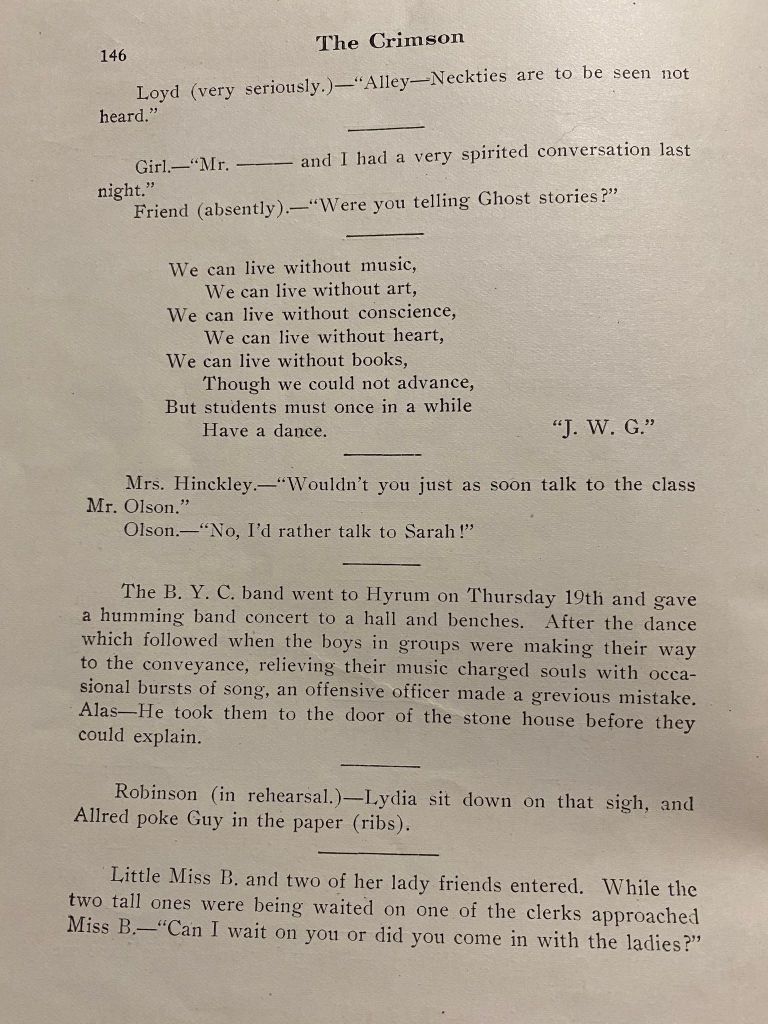 146
The Crimson
Loyd (very seriously.)—“Alley—Neckties are to be seen not
heard.”
Girl.—“Mr. ——— and I had a very spirited conversation last
night.”
Friend (absently).—“Were you telling Ghost stories?”
We can live without music,
We can live without art,
We can live without conscience,
We can live without heart,
We can live without books,
Though we could not advance,
But students must once in a while
Have a dance. “J. W. G.”
Mrs. Hinckley.—“Wouldn’t you just as soon talk to the class
Mr. Olson.”
Olson.—“No, I’d rather talk to Sarah!”
The B. Y. C. band went to Hyrum on Thursday 19th and gave
a humming band concert to a hall and benches. After the dance
which followed when the boys in groups were making their way
to the conveyance, relieving their music charged souls with occa-
sional bursts of song, an offensive officer made a grevious mistake.
Alas—He took them to the door of the stone house before they
could explain.
Robinson (in rehearsal.)—Lydia sit down on that sigh, and
Allred poke Guy in the paper (ribs).
Little Miss B. and two of her lady friends entered. While the
two tall ones were being waited on one of the clerks approached
Miss B.—“Can I wait on you or did you come in with the ladies?”